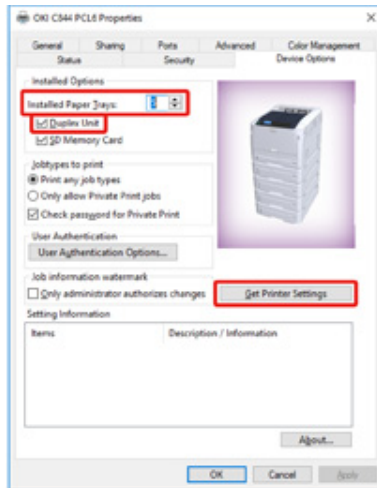 OKI C844 PCL6 Properties
General Sharing Ports Advanced Color Management
Status Security Device Options
Installed Options
Installed Paper Trays:
Duplex Unit
SD Memory Card
Jobtypes to print
Print any job types
Only allow Private Print jobs
Check password for Private Print
User Authentication
User Authentication Options...
Job information watermark
Only administrator authorizes changes
Get Printer Settings
Setting Information
Items Description / Information
About...
OK Cancel Apply